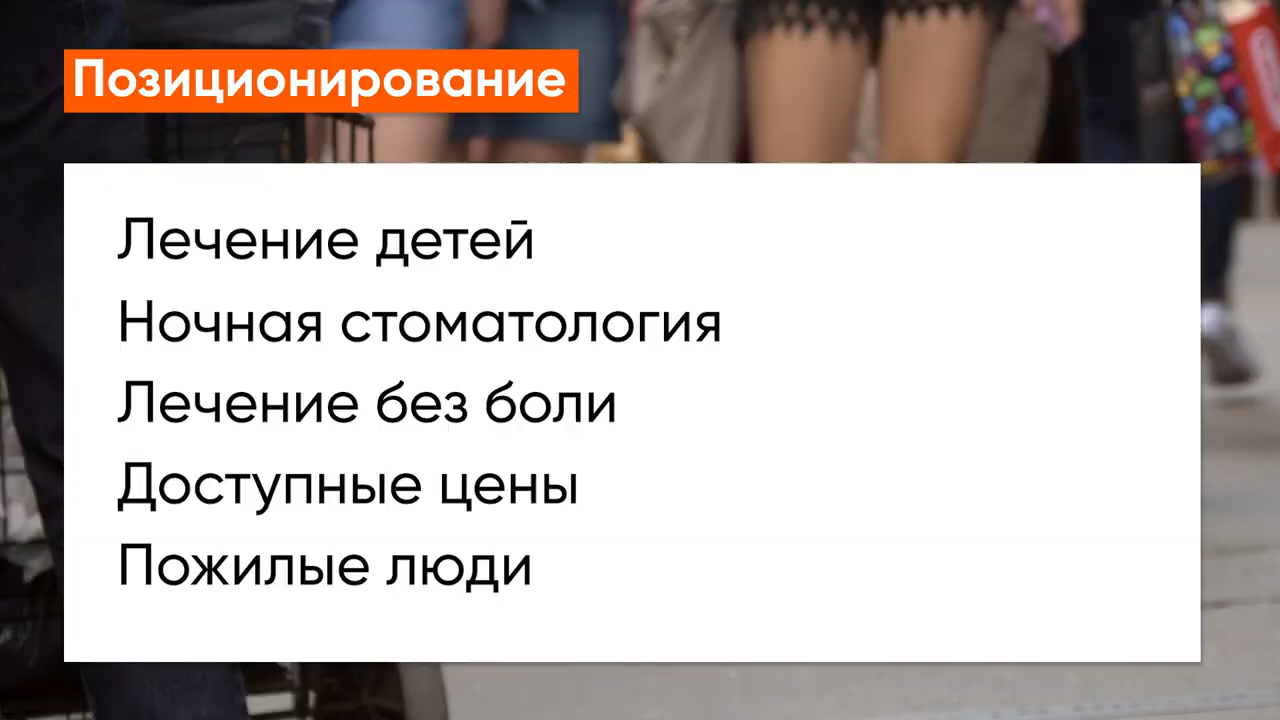 Позиционирование
Лечение детей
Ночная стоматология
Лечение без боли
Доступные цены
Пожилые люди